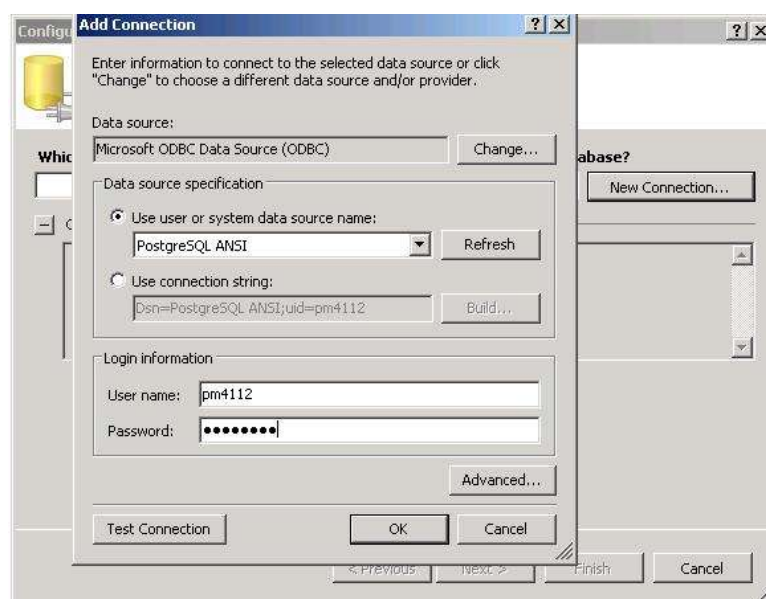 Add Connection
Enter information to connect to the selected data source or click
"Change" to choose a different data source and/or provider.
Data source:
Microsoft ODBC Data Source (ODBC)
Change...
Data source specification
Use user or system data source name:
PostgreSQL ANSI
Refresh
Use connection string:
Dsn=PostgreSQL ANSI;uid=pm4112
Build...
Login information
User name:
pm4112
Password:
●●●●●●●●
Advanced...
Test Connection
OK
Cancel
Configu
Whic
abase?
New Connection...
< Previous
Next >
Finish
Cancel